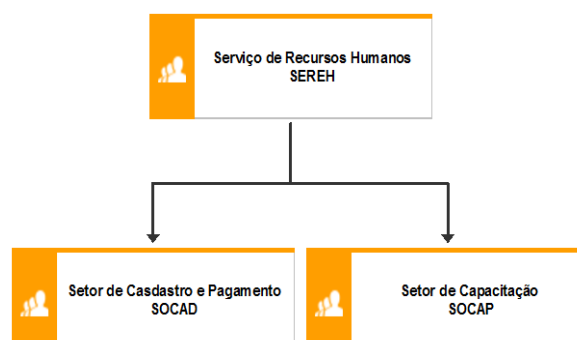 Serviço de Recursos Humanos
SEREH
Setor de Casdastro e Pagamento
SOCAD
Setor de Capacitação
SOCAP